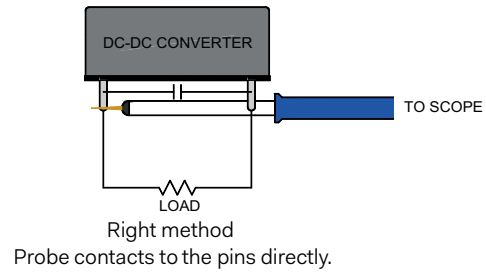 DC-DC CONVERTER
TO SCOPE
LOAD
Right method
Probe contacts to the pins directly.